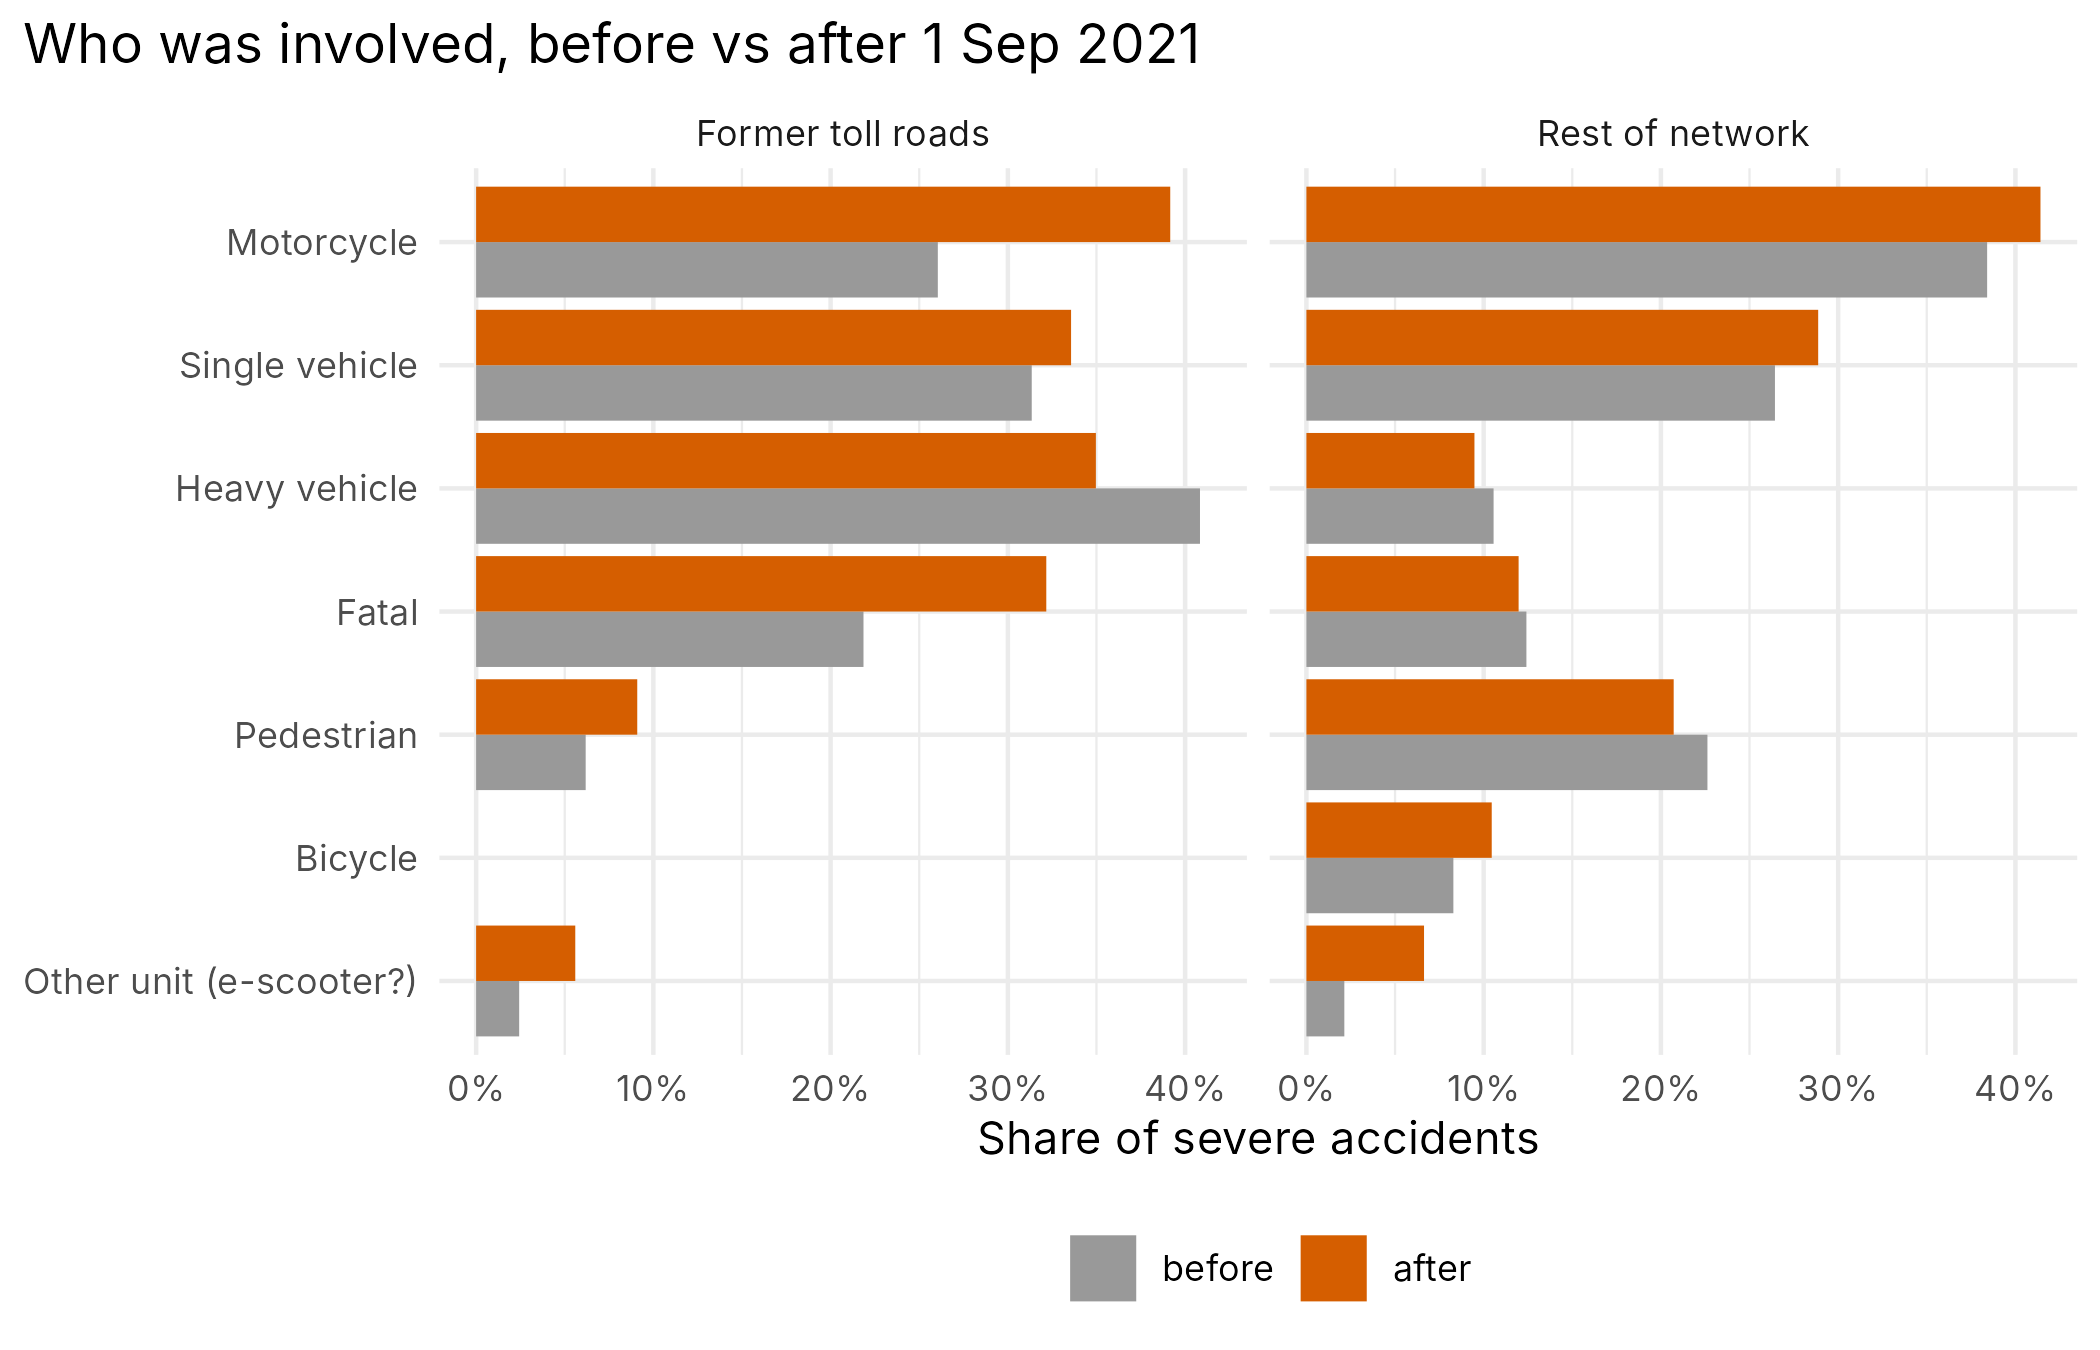 Who was involved, before vs after 1 Sep 2021
Former toll roads
Rest of network
Motorcycle
Single vehicle
Heavy vehicle
Fatal
Pedestrian
Bicycle
Other unit (e-scooter?)
0% 10% 20% 30% 40%
0% 10% 20% 30% 40%
Share of severe accidents
before
after